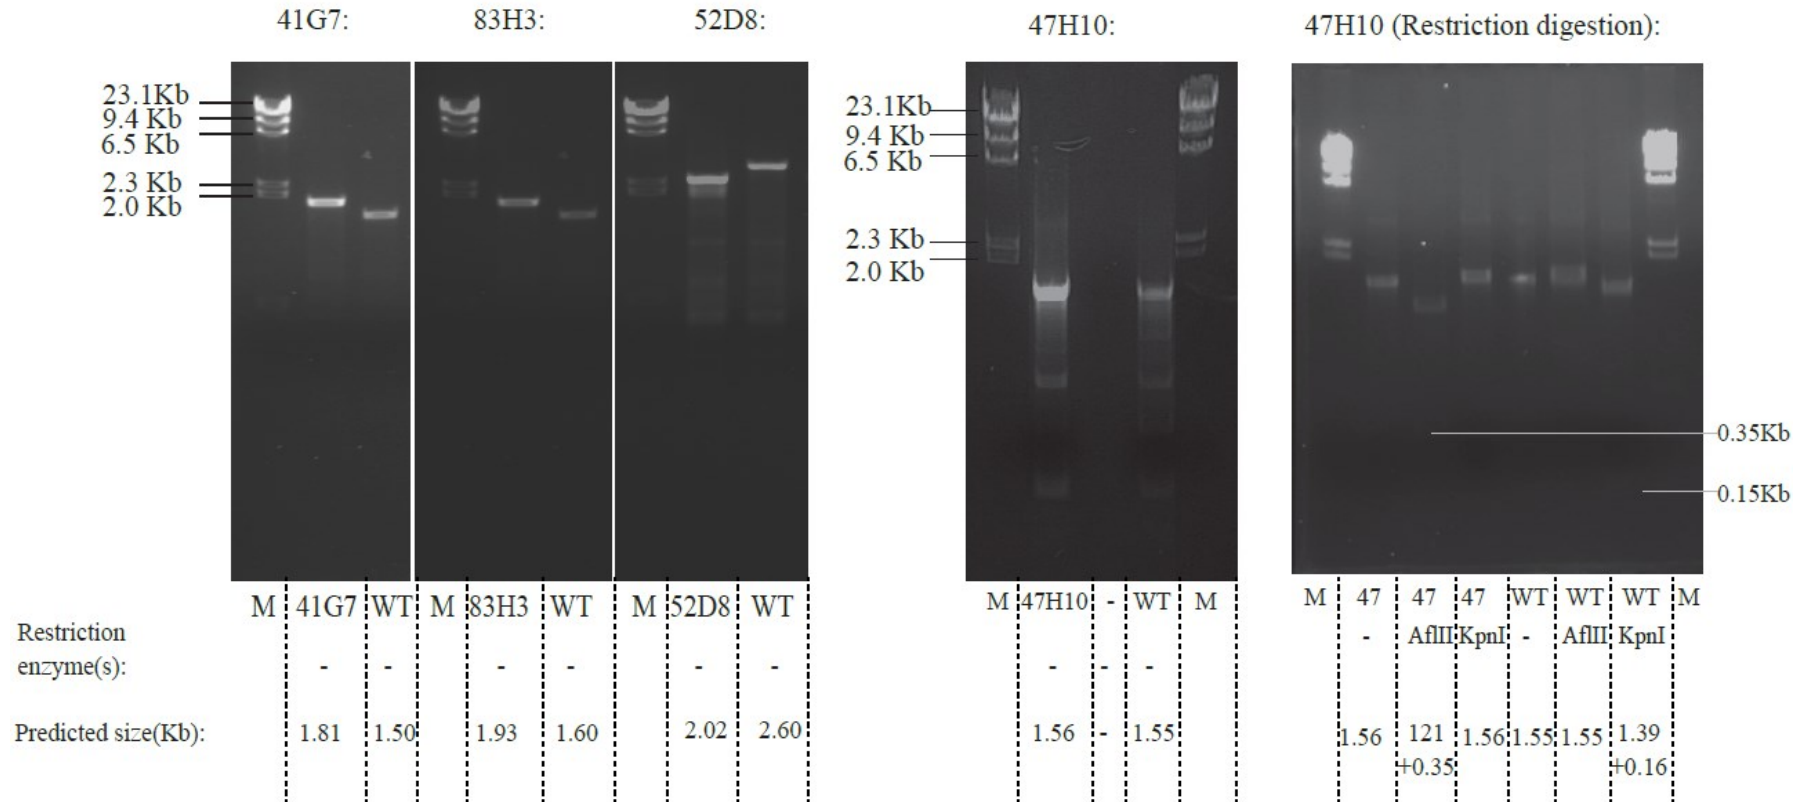 41G7: 83H3: 52D8: 47H10: 47H10 (Restriction digestion):
23.1Kb
9.4 Kb
6.5 Kb
2.3 Kb
2.0 Kb
23.1Kb
9.4 Kb
6.5 Kb
2.3 Kb
2.0 Kb
0.35Kb
0.15Kb
M 41G7 WT M 83H3 WT M 52D8 WT M 47H10 - WT M M 47 47 47 WT WT WT M
Restriction
enzyme(s): - - - - - - - - - - AflII KpnI - AflII KpnI
Predicted size(Kb): 1.81 1.50 1.93 1.60 2.02 2.60 1.56 - 1.55 1.56 121 1.56 1.55 1.55 1.39
+0.35 +0.16